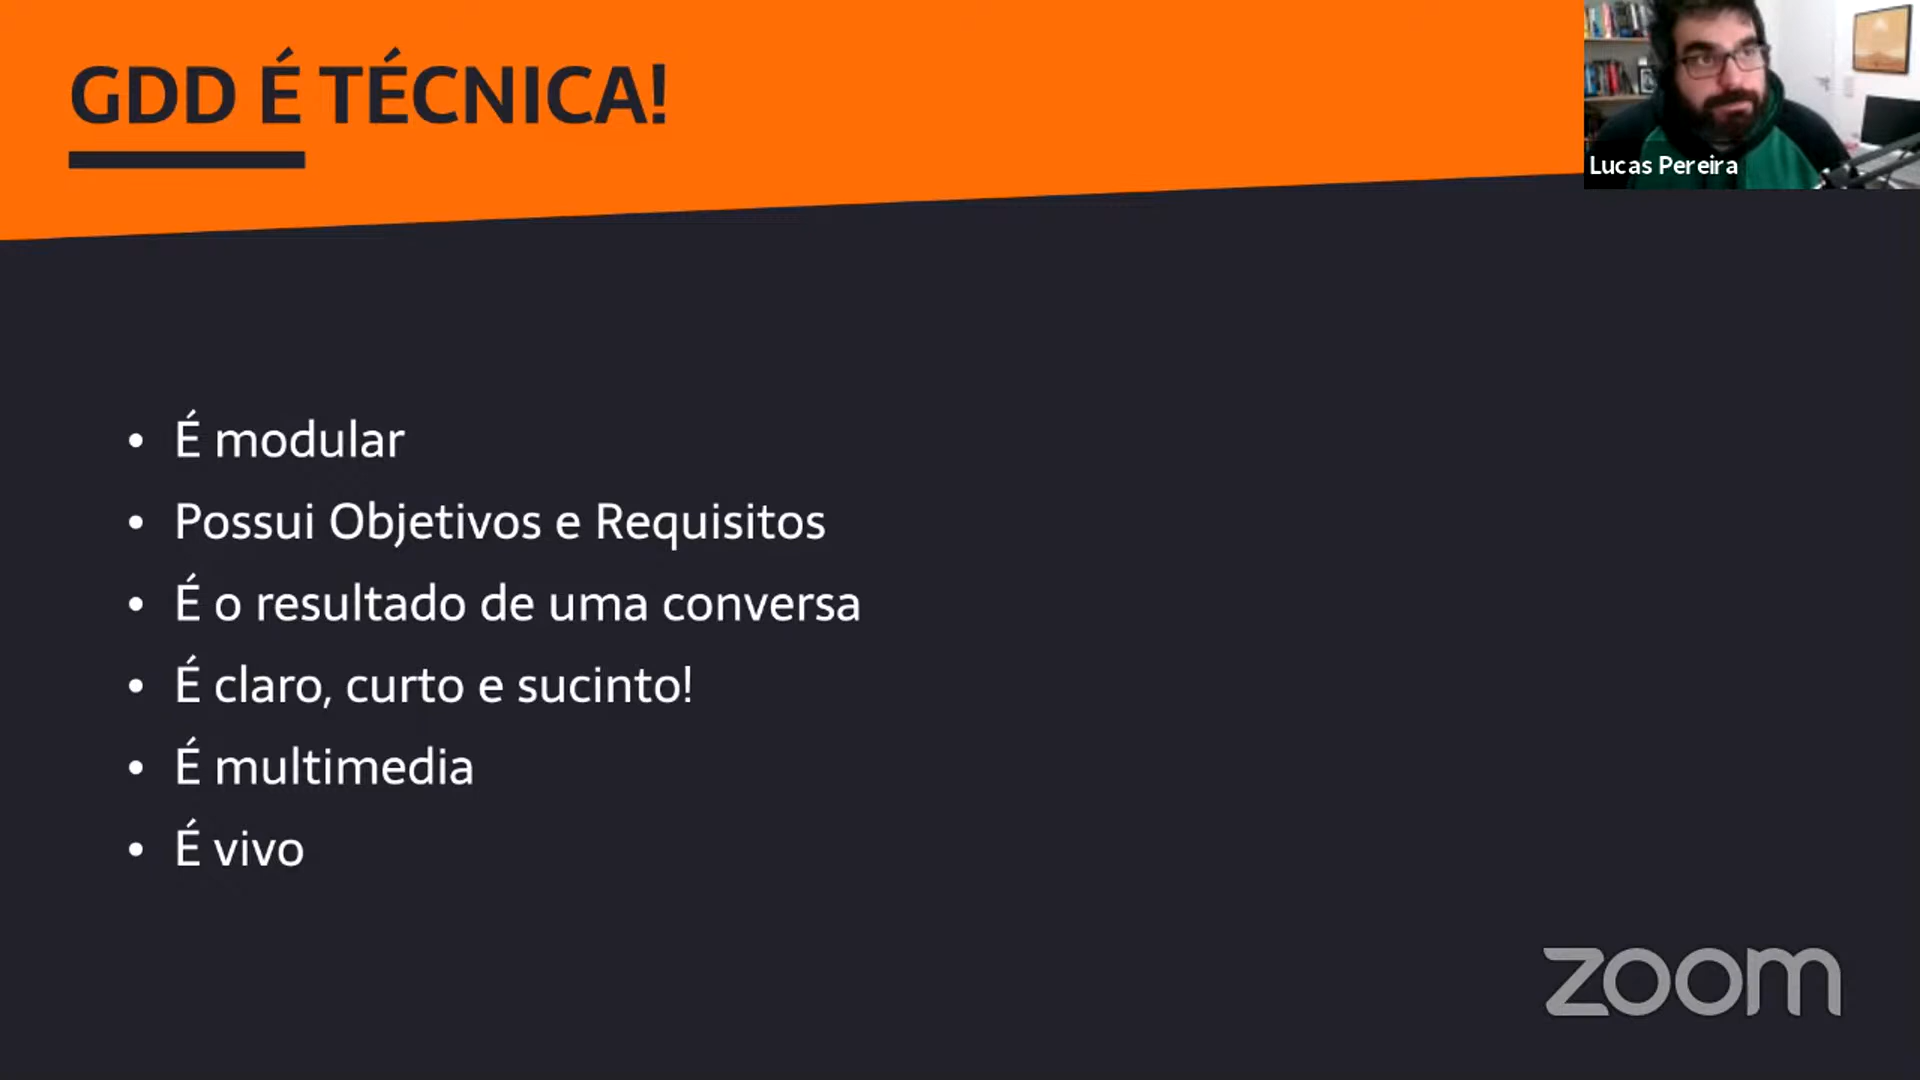 GDD É TÉCNICA!
Lucas Pereira
• É modular
• Possui Objetivos e Requisitos
• É o resultado de uma conversa
• É claro, curto e sucinto!
• É multimedia
• É vivo
zoom